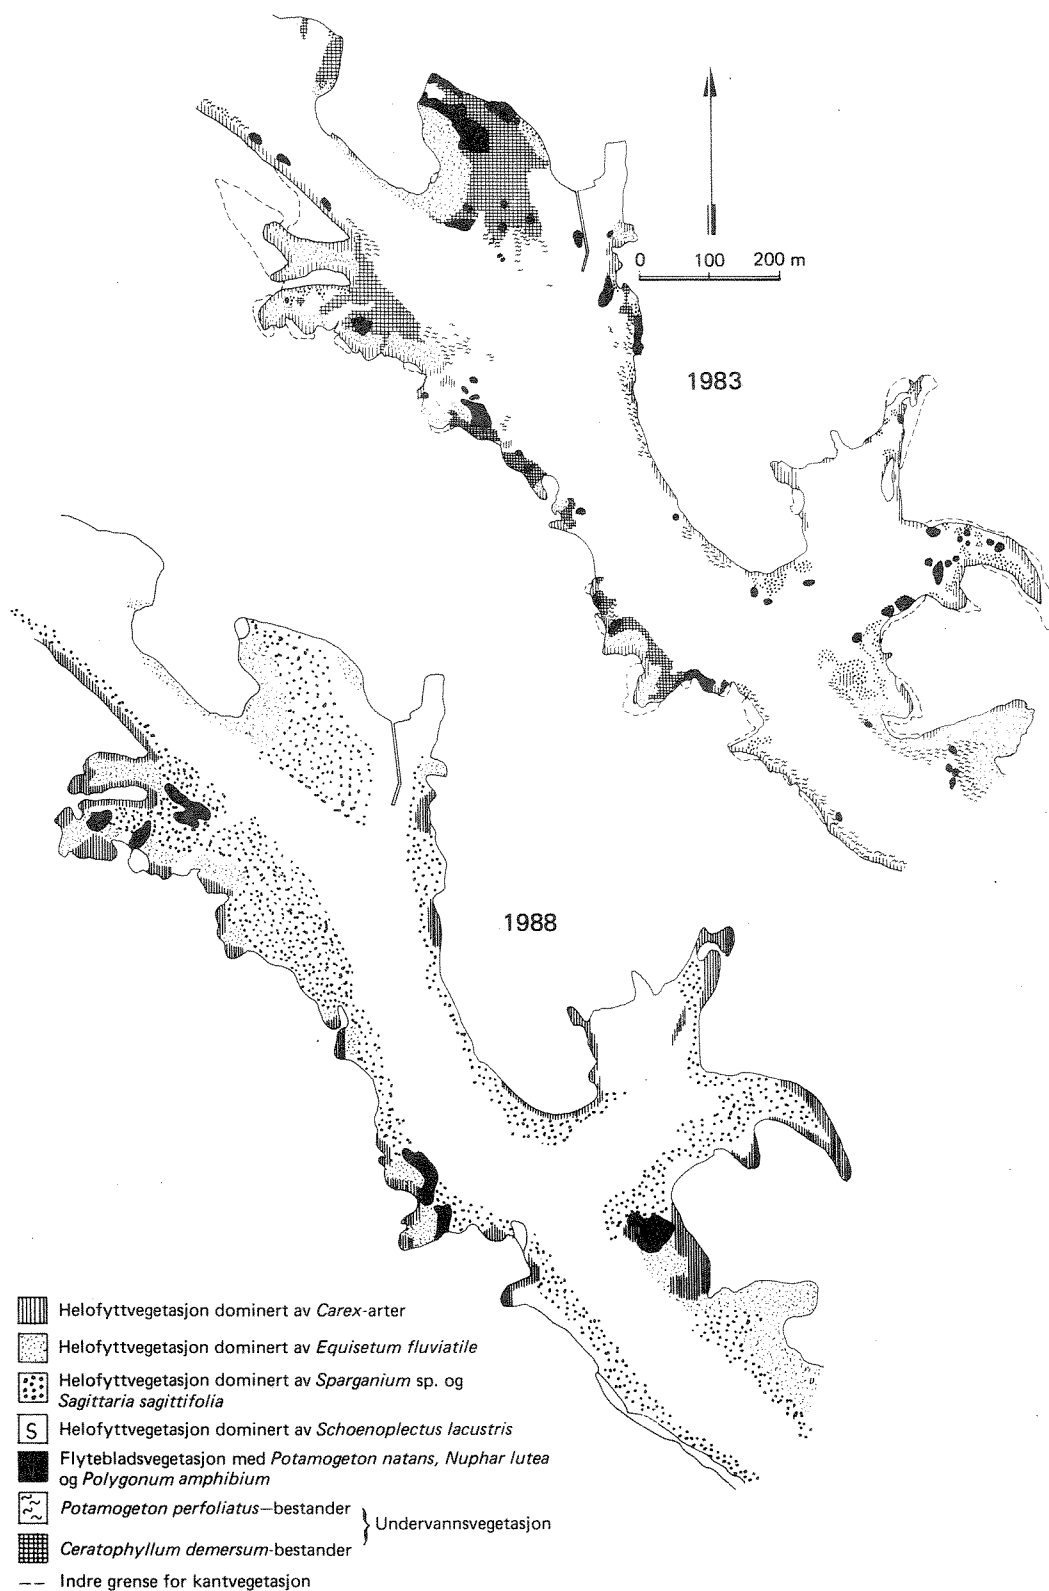 0 100 200 m
1983
1988
Helofyttvegetasjon dominert av Carex-arter
Helofyttvegetasjon dominert av Equisetum fluviatile
Helofyttvegetasjon dominert av Sparganium sp. og
Sagittaria sagittifolia
S Helofyttvegetasjon dominert av Schoenoplectus lacustris
Flytebladsvegetasjon med Potamogeton natans, Nuphar lutea
og Polygonum amphibium
Potamogeton perfoliatus–bestander
Undervannsvegetasjon
Ceratophyllum demersum-bestander
Indre grense for kantvegetasjon